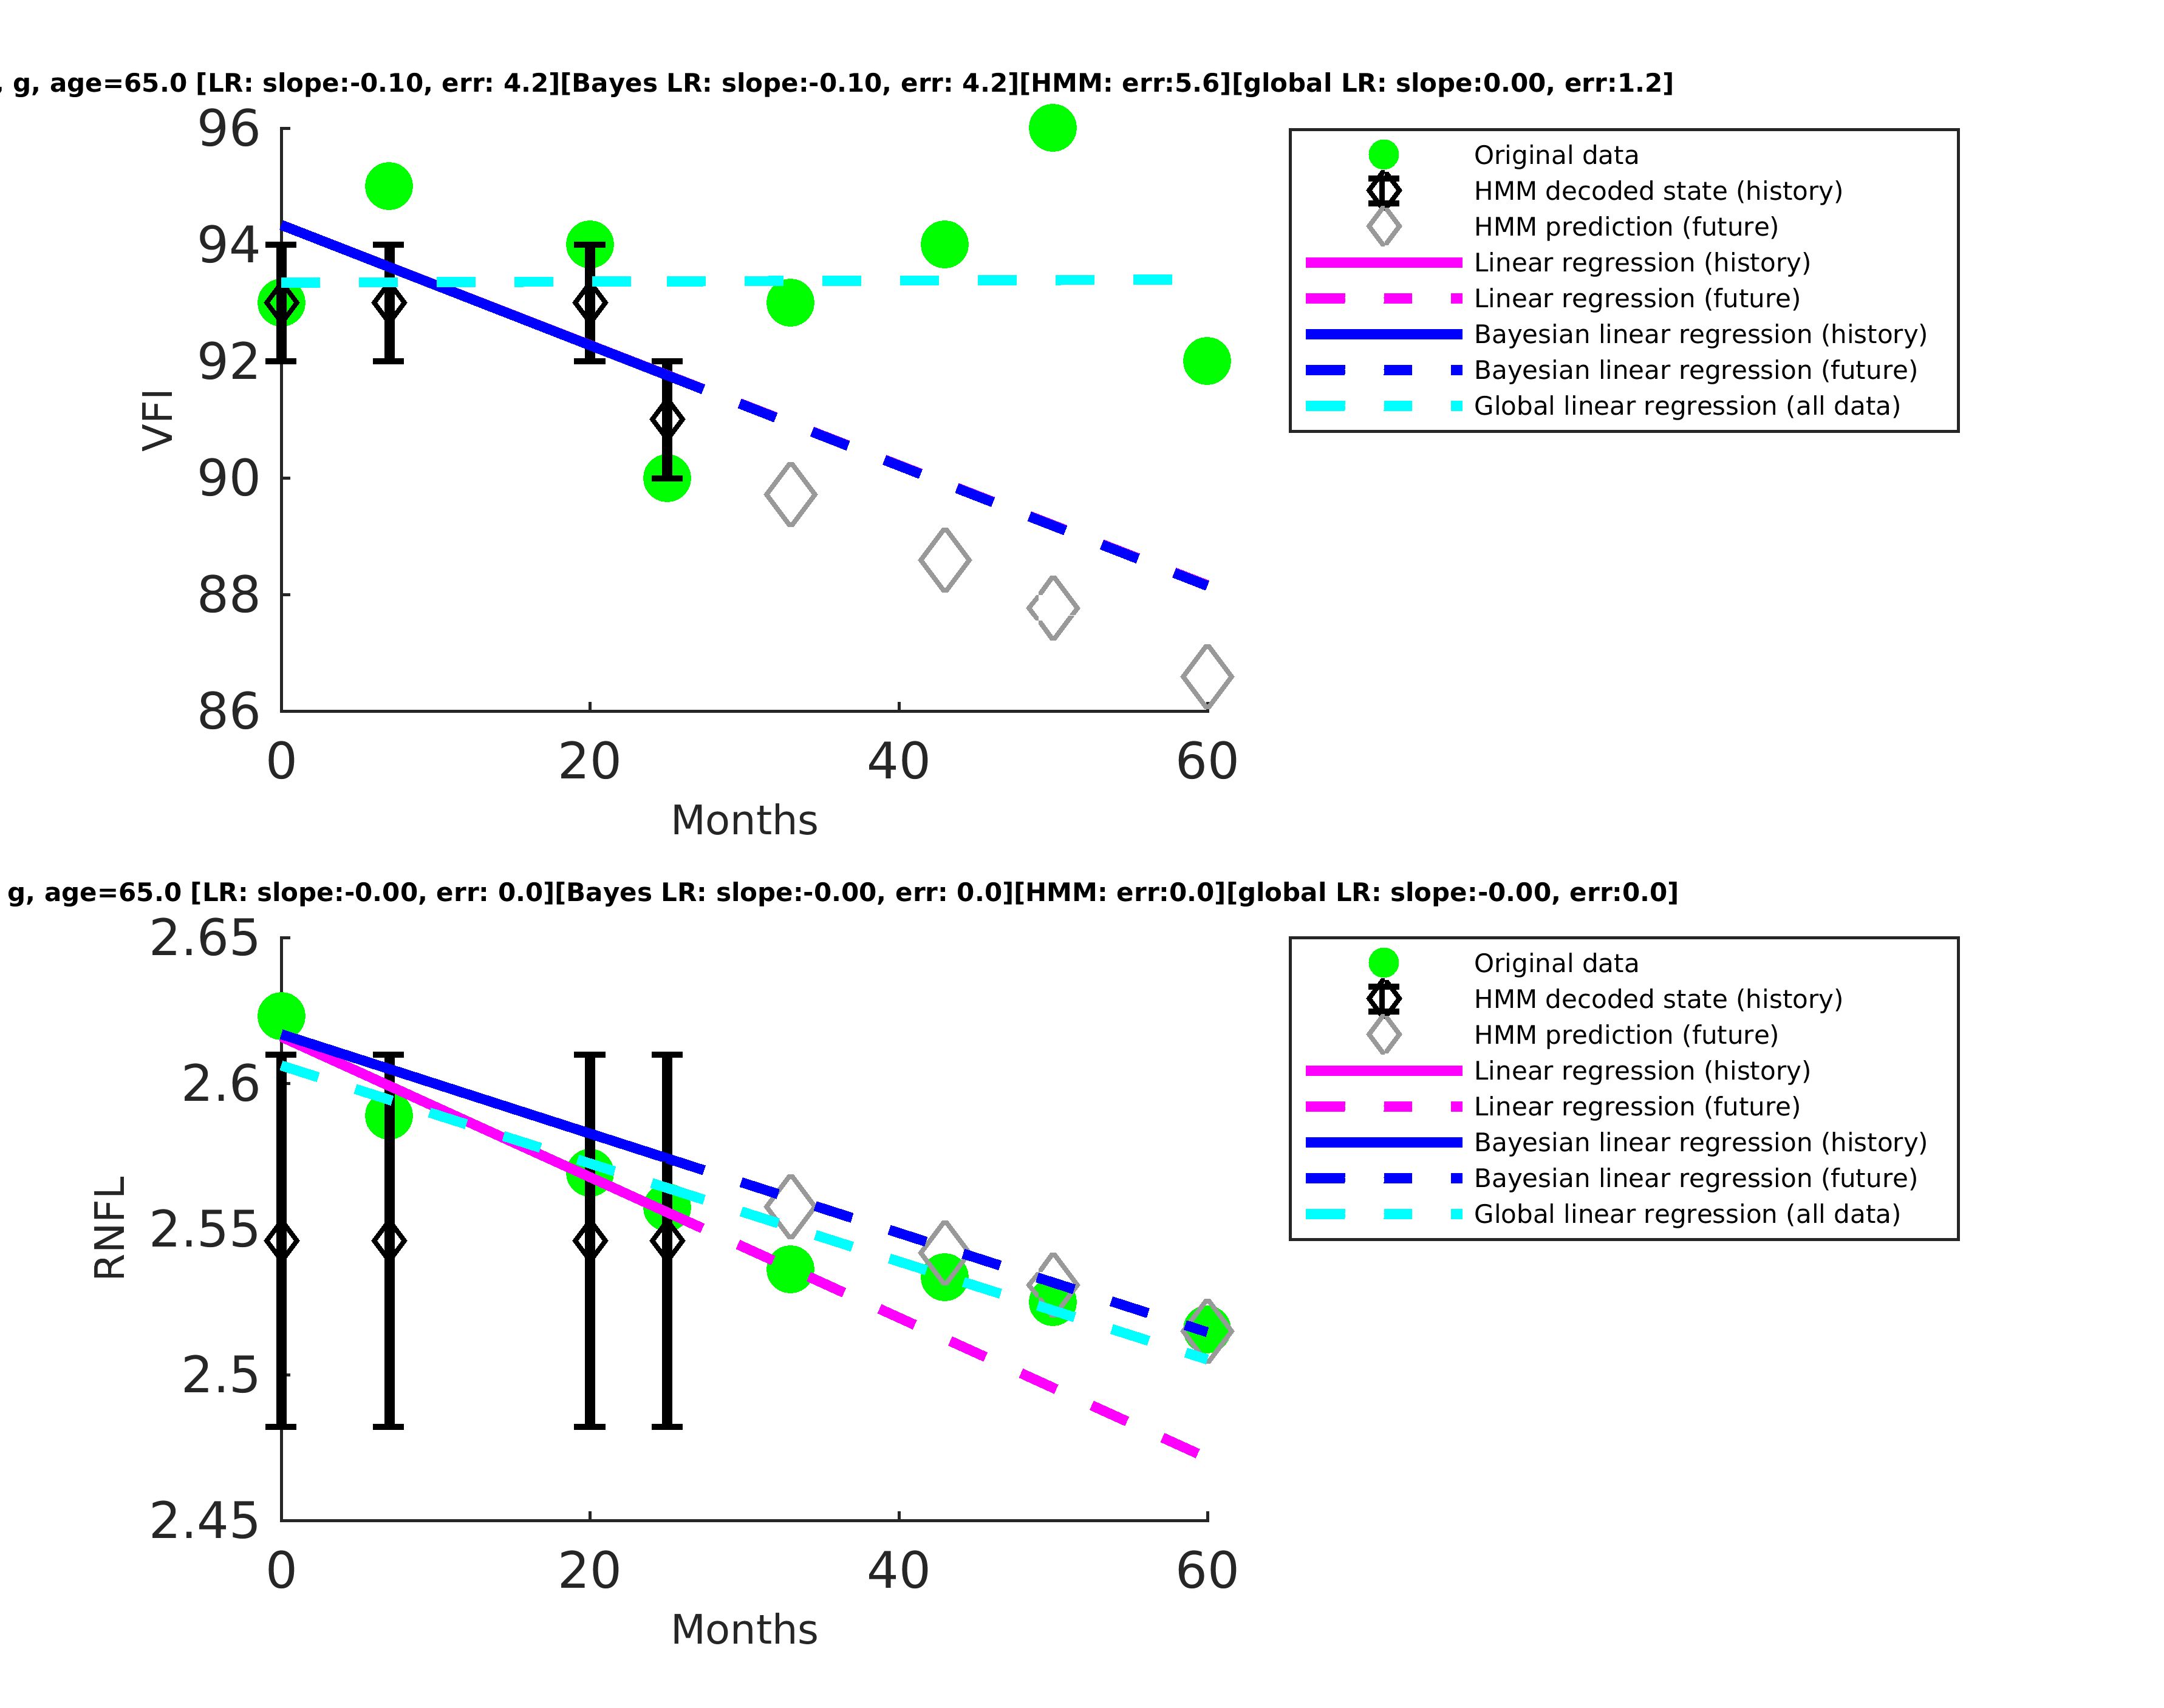 , g, age=65.0 [LR: slope:-0.10, err: 4.2][Bayes LR: slope:-0.10, err: 4.2][HMM: err:5.6][global LR: slope:0.00, err:1.2]
96
94
92
90
88
86
VFI
0 20 40 60
Months
Original data
HMM decoded state (history)
HMM prediction (future)
Linear regression (history)
Linear regression (future)
Bayesian linear regression (history)
Bayesian linear regression (future)
Global linear regression (all data)
g, age=65.0 [LR: slope:-0.00, err: 0.0][Bayes LR: slope:-0.00, err: 0.0][HMM: err:0.0][global LR: slope:-0.00, err:0.0]
2.65
2.6
2.55
2.5
2.45
RNFL
0 20 40 60
Months
Original data
HMM decoded state (history)
HMM prediction (future)
Linear regression (history)
Linear regression (future)
Bayesian linear regression (history)
Bayesian linear regression (future)
Global linear regression (all data)